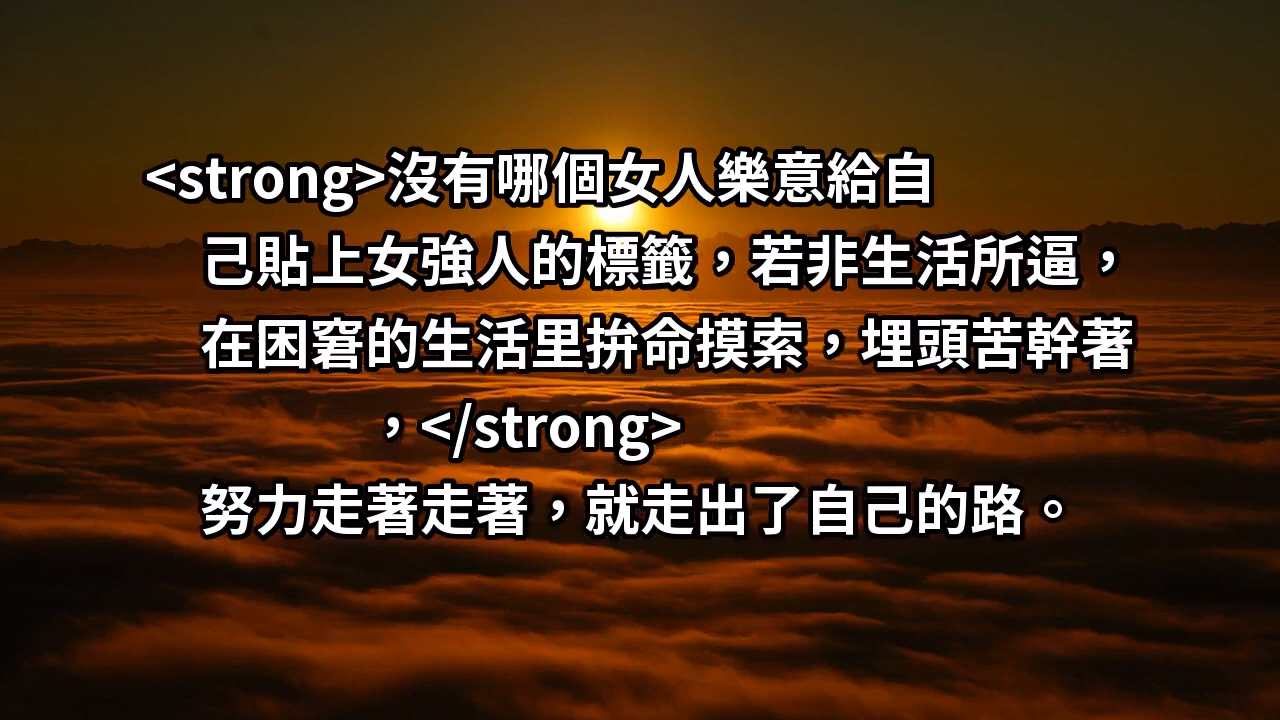 <strong>沒有哪個女人樂意給自
己貼上女強人的標籤，若非生活所逼，
在困窘的生活里拚命摸索，埋頭苦幹著
，</strong>
努力走著走著，就走出了自己的路。